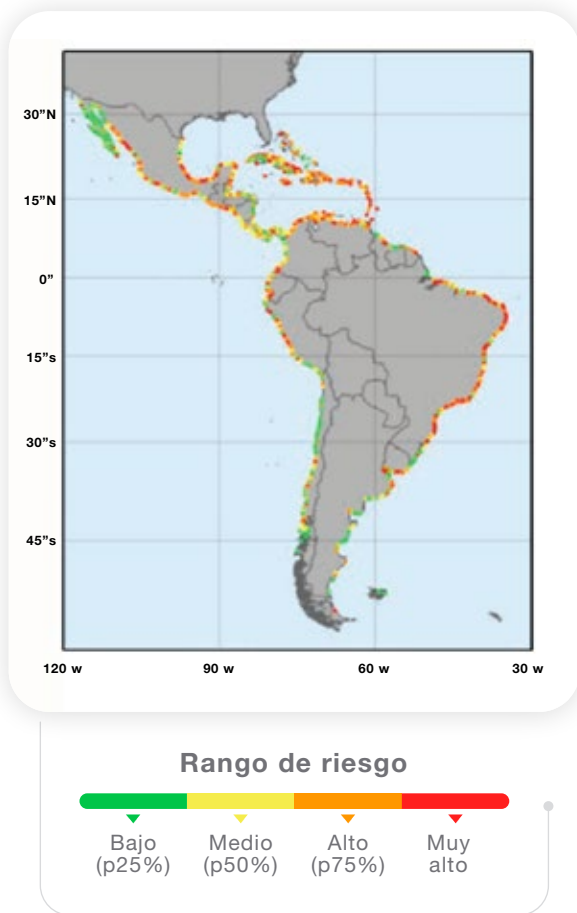 30”N
15”N
0”
15”s
30”s
45”s
120 w 90 w 60 w 30 w
Rango de riesgo
Bajo Medio Alto Muy
(p25%) (p50%) (p75%) alto